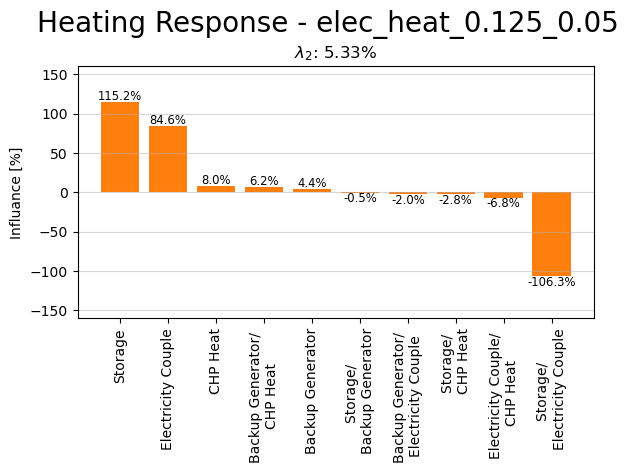 Heating Response - elec_heat_0.125_0.05
λ₂: 5.33%
Influance [%]
150
100
50
0
−50
−100
−150
115.2%
84.6%
8.0%
6.2%
4.4%
-0.5%
-2.0%
-2.8%
-6.8%
-106.3%
Storage
Electricity Couple
CHP Heat
Backup Generator/
CHP Heat
Backup Generator
Storage/
Backup Generator
Backup Generator/
Electricity Couple
Storage/
CHP Heat
Electricity Couple/
CHP Heat
Storage/
Electricity Couple